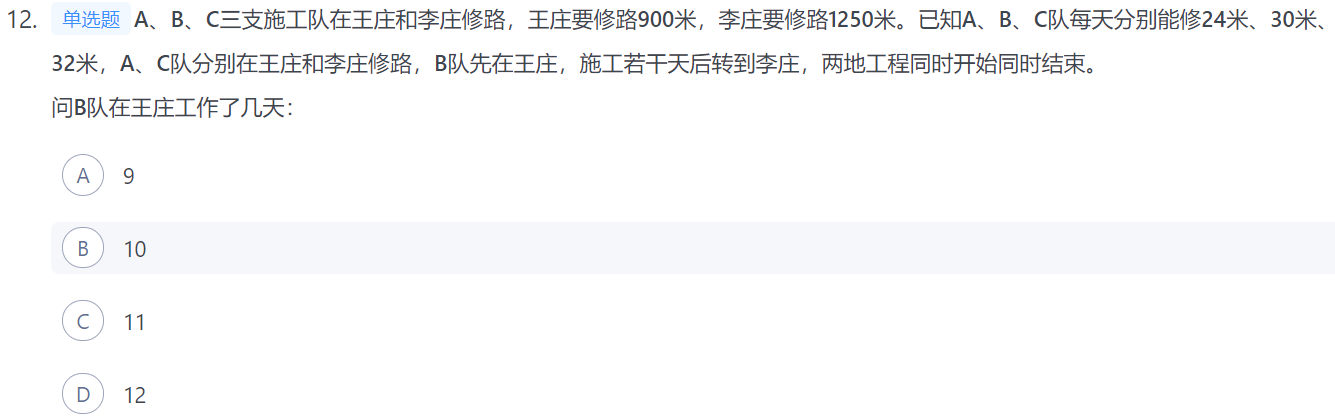 12. 单选题 A、B、C三支施工队在王庄和李庄修路，王庄要修路900米，李庄要修路1250米。已知A、B、C队每天分别能修24米、30米、
32米，A、C队分别在王庄和李庄修路，B队先在王庄，施工若干天后转到李庄，两地工程同时开始同时结束。
问B队在王庄工作了几天：
A 9
B 10
C 11
D 12